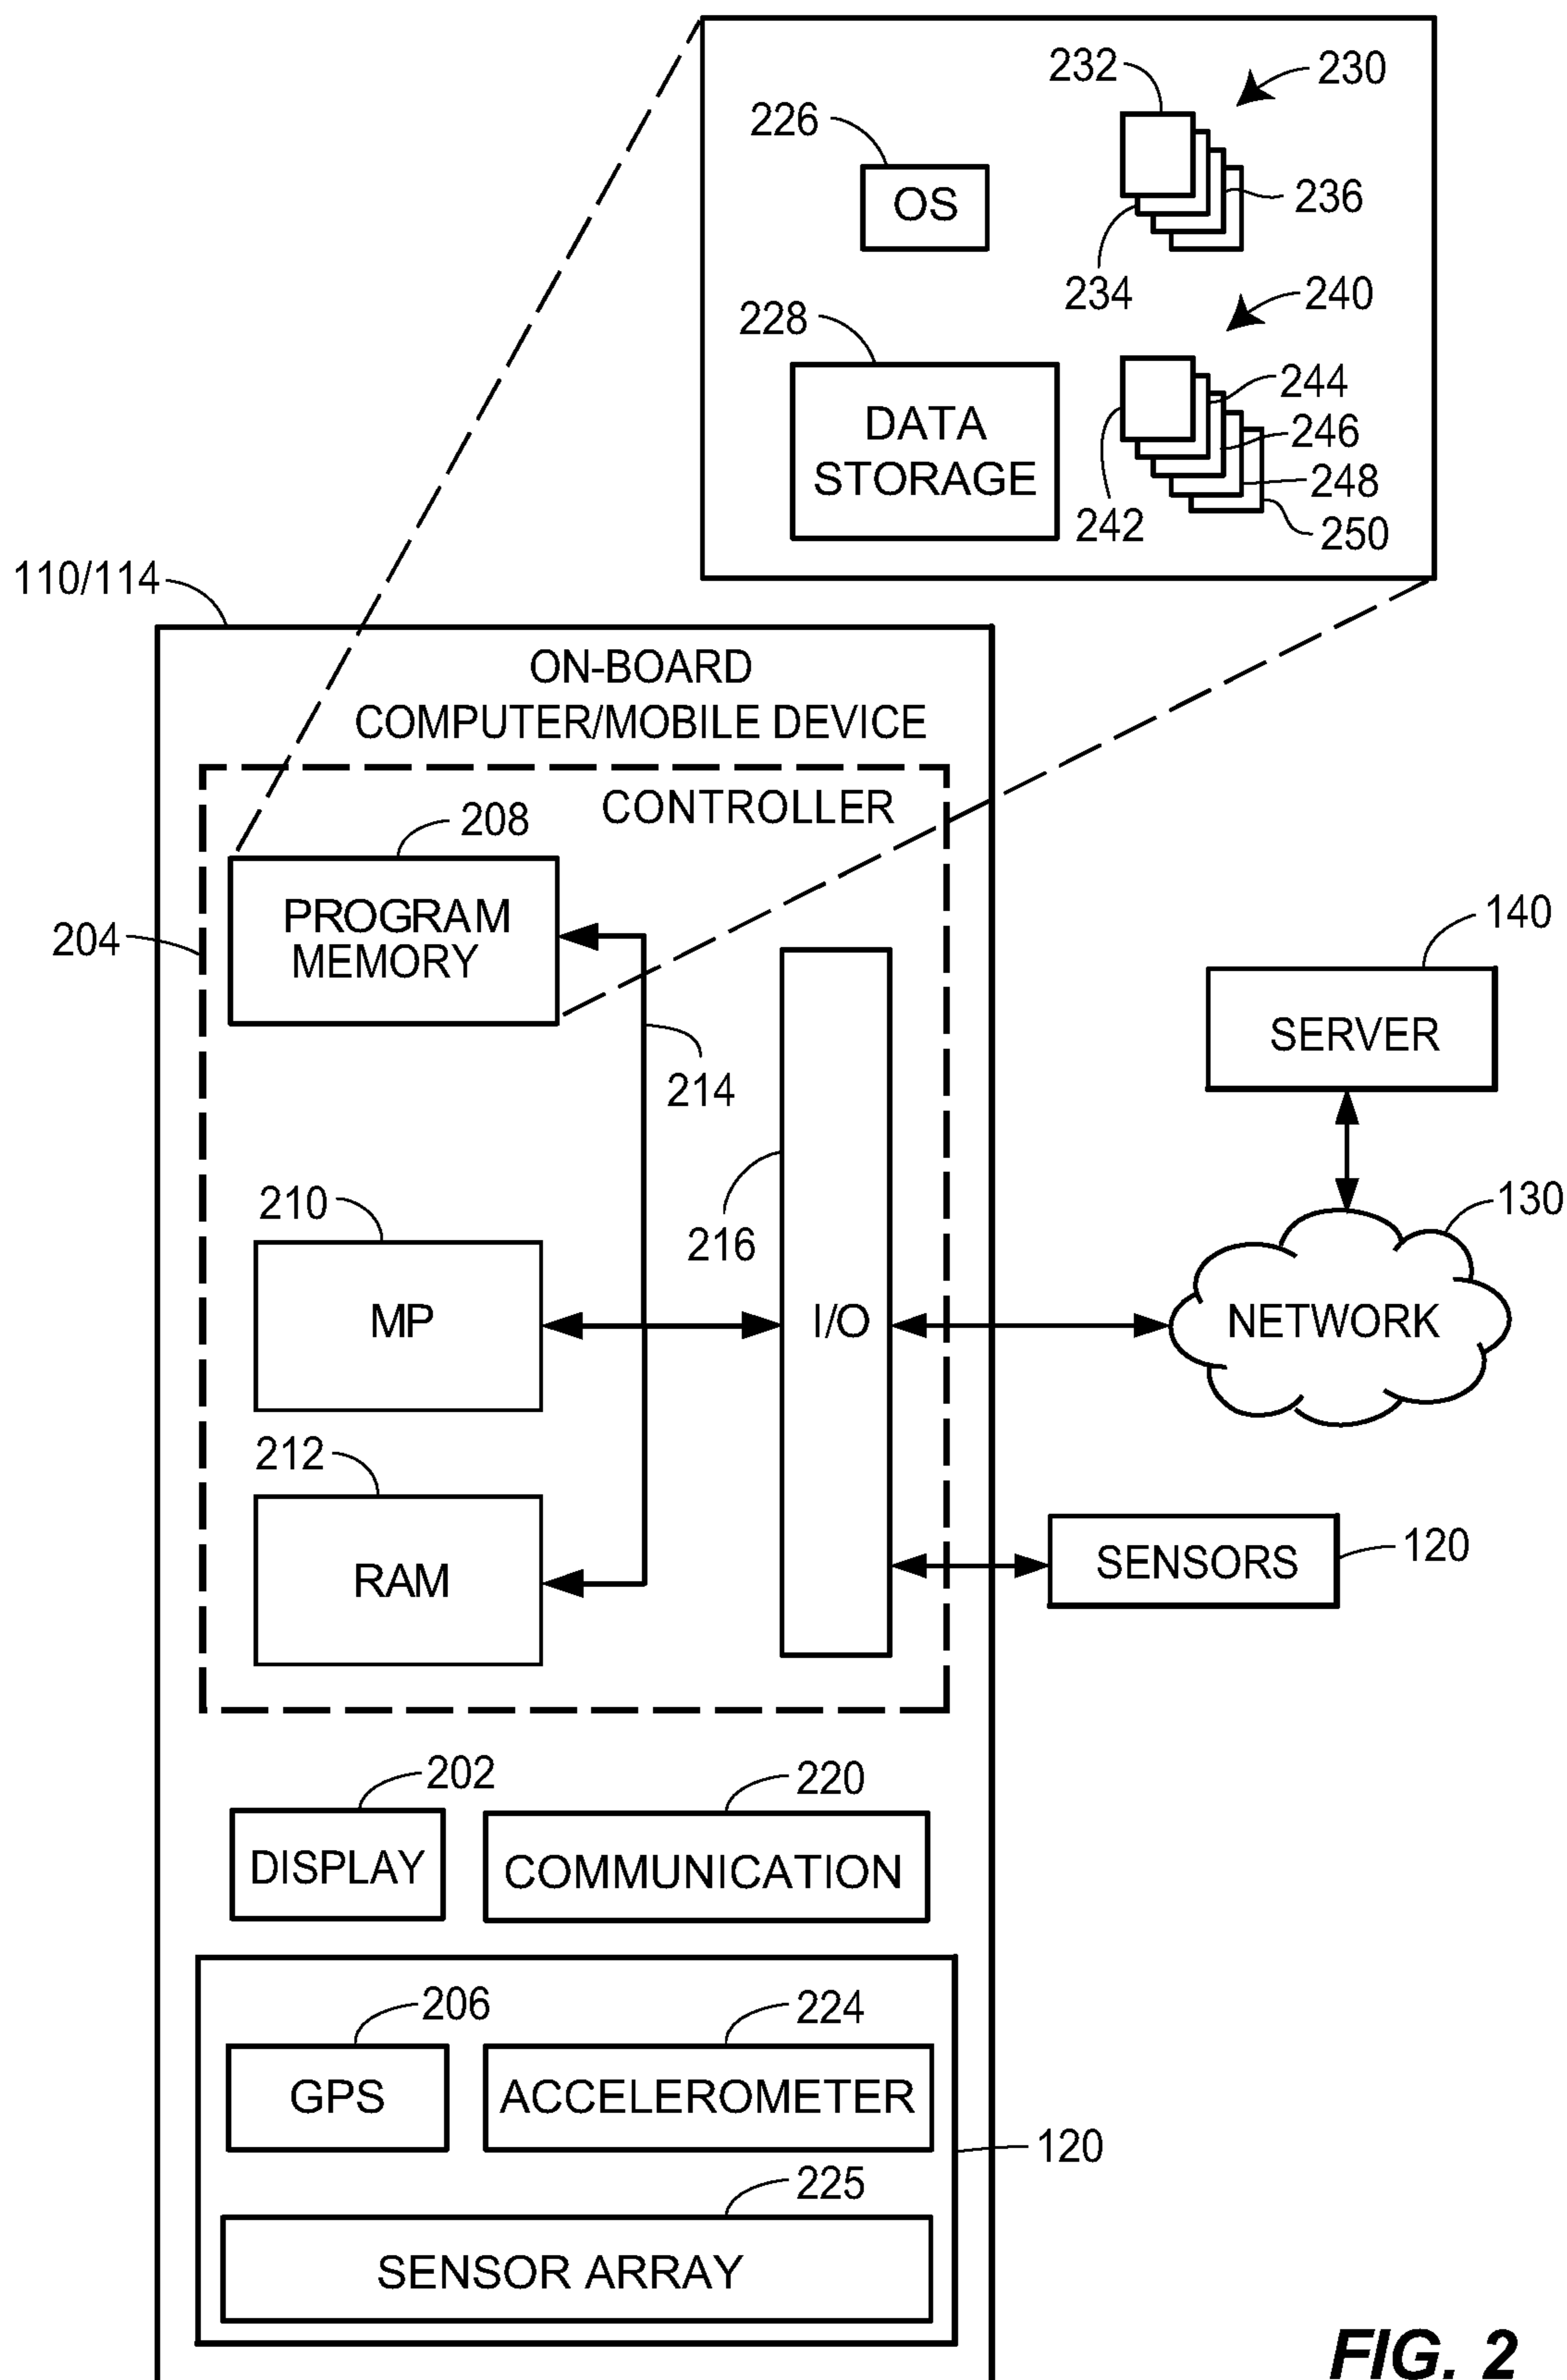 232
230
226
OS
236
234
240
228
DATA
STORAGE
244
246
248
242
250
110/114
ON-BOARD
COMPUTER/MOBILE DEVICE
CONTROLLER
208
PROGRAM
MEMORY
204
140
SERVER
214
210
216
130
MP
I/O
NETWORK
212
RAM
SENSORS
120
202
220
DISPLAY
COMMUNICATION
206
224
GPS
ACCELEROMETER
120
225
SENSOR ARRAY
FIG. 2